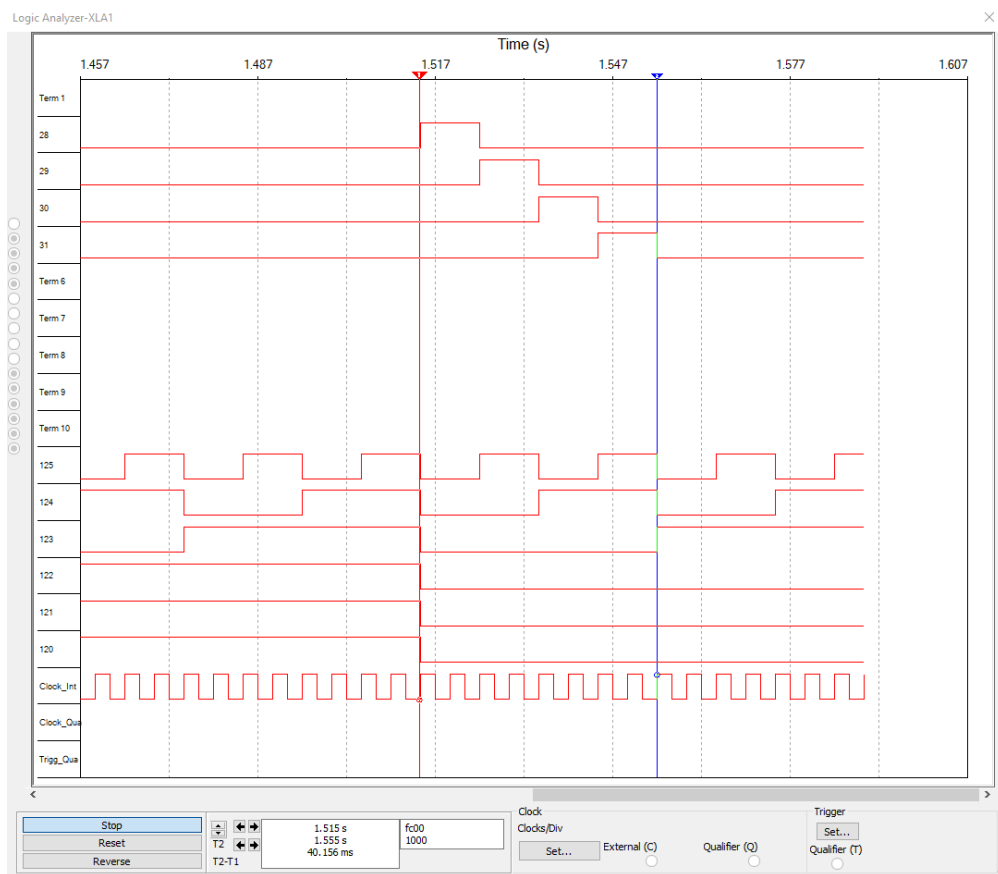 Logic Analyzer-XLA1
Time (s)
1.457 1.487 1.517 1.547 1.577 1.607
Term 1
28
29
30
31
Term 6
Term 7
Term 8
Term 9
Term 10
125
124
123
122
121
120
Clock_Int
Clock_Qua
Trigg_Qua
Stop
Reset
Reverse
T2
T2-T1
1.515 s
1.555 s
40.156 ms
fc00
1000
Clock
Clocks/Div
Set...
External (C)
Qualifier (Q)
Trigger
Set...
Qualifier (T)